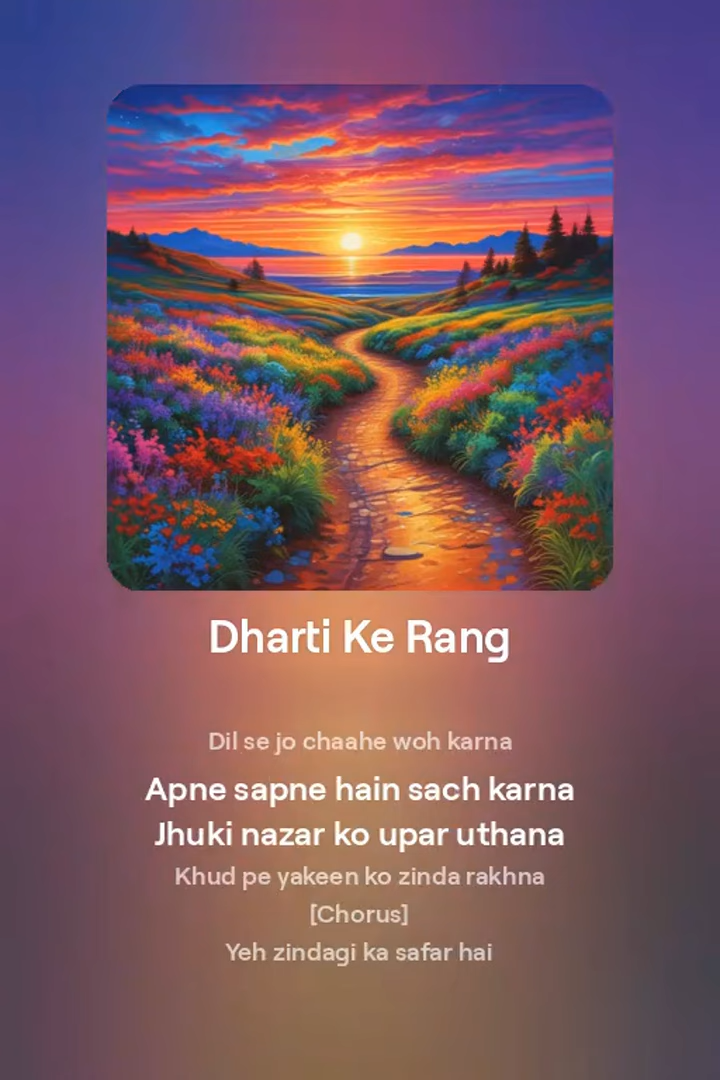 Dharti Ke Rang
Dil se jo chaahe woh karna
Apne sapne hain sach karna
Jhuki nazar ko upar uthana
Khud pe yakeen ko zinda rakhna
[Chorus]
Yeh zindagi ka safar hai